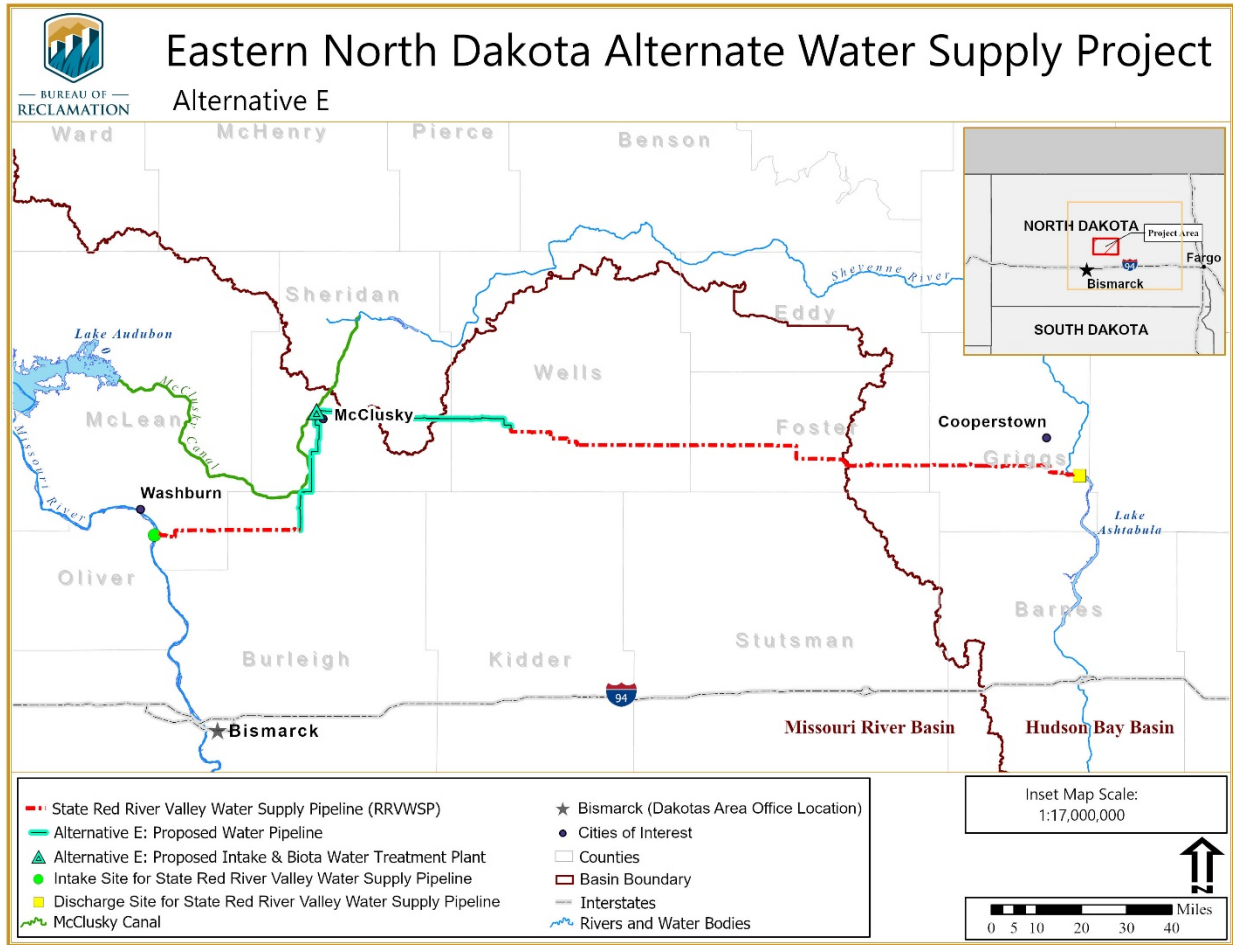 Eastern North Dakota Alternate Water Supply Project
BUREAU OF
RECLAMATION
Alternative E
Ward
McHenry
Pierce
Benson
NORTH DAKOTA
Project Area
Fargo
94
Bismarck
SOUTH DAKOTA
Sheyenne River
Sheridan
Eddy
Lake Audubon
Wells
McClusky Canal
McLean
McClusky
Foster
Cooperstown
Griggs
Missouri River
Washburn
Lake
Ashtabula
Oliver
Barnes
Stutsman
Burleigh
Kidder
94
Bismarck
Missouri River Basin
Hudson Bay Basin
State Red River Valley Water Supply Pipeline (RRVWSP)
Alternative E: Proposed Water Pipeline
Alternative E: Proposed Intake & Biota Water Treatment Plant
Intake Site for State Red River Valley Water Supply Pipeline
Discharge Site for State Red River Valley Water Supply Pipeline
McClusky Canal
Bismarck (Dakotas Area Office Location)
Cities of Interest
Counties
Basin Boundary
Interstates
Rivers and Water Bodies
Inset Map Scale:
1:17,000,000
N
Miles
0 5 10 20 30 40